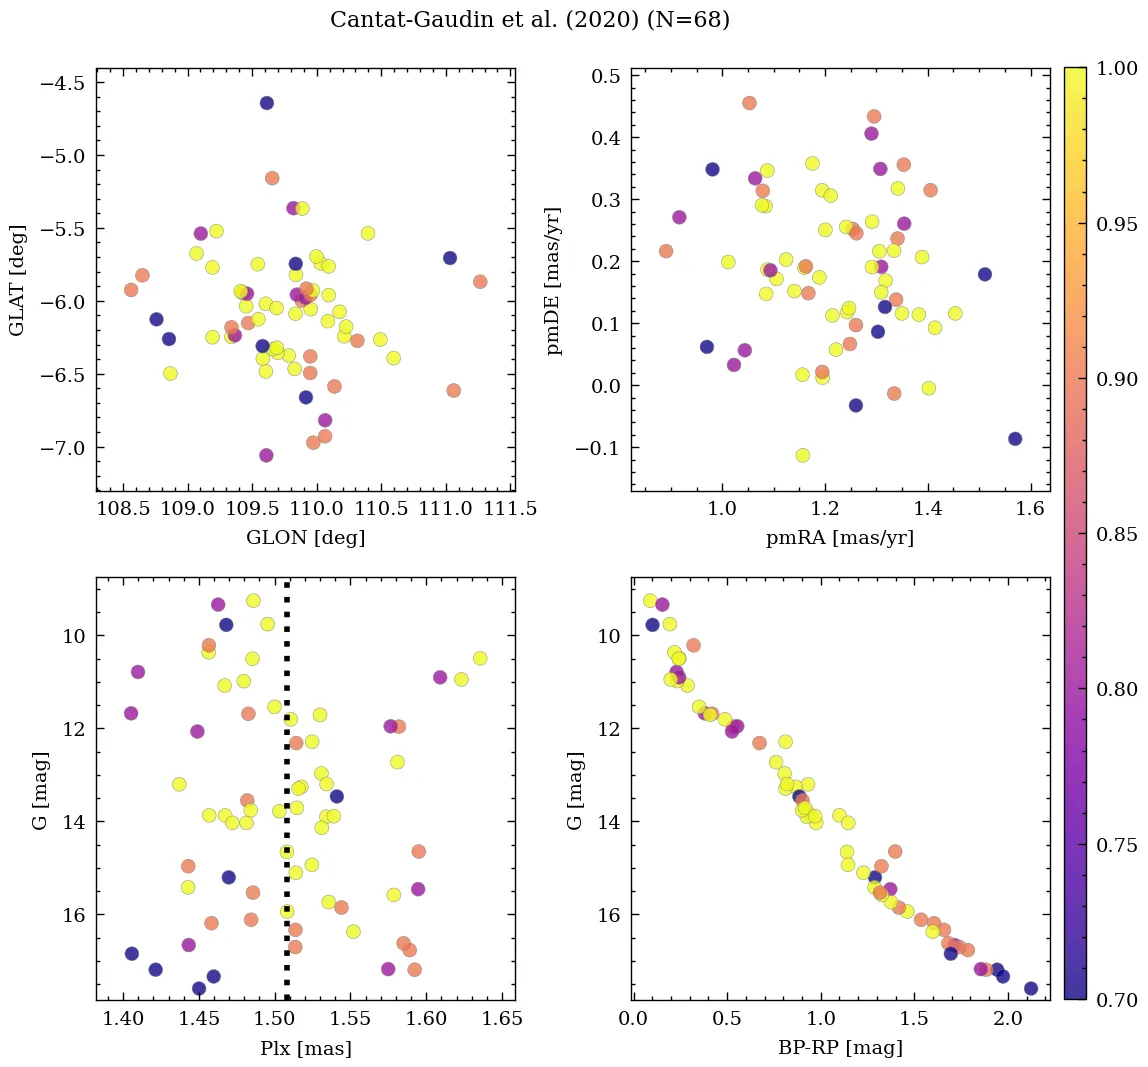 Cantat-Gaudin et al. (2020) (N=68)
−4.5
−5.0
−5.5
−6.0
−6.5
−7.0
GLAT [deg]
108.5 109.0 109.5 110.0 110.5 111.0 111.5
GLON [deg]
0.5
0.4
0.3
0.2
0.1
0.0
−0.1
pmDE [mas/yr]
1.0 1.2 1.4 1.6
pmRA [mas/yr]
10
12
14
16
G [mag]
1.40 1.45 1.50 1.55 1.60 1.65
Plx [mas]
10
12
14
16
G [mag]
0.0 0.5 1.0 1.5 2.0
BP-RP [mag]
1.00
0.95
0.90
0.85
0.80
0.75
0.70